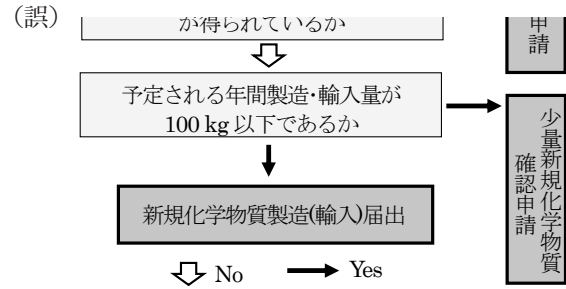 （誤）
が得られているか
申請
予定される年間製造･輸入量が
100 kg 以下であるか
少量新規化学物質
確認申請
新規化学物質製造(輸入)届出
No
Yes